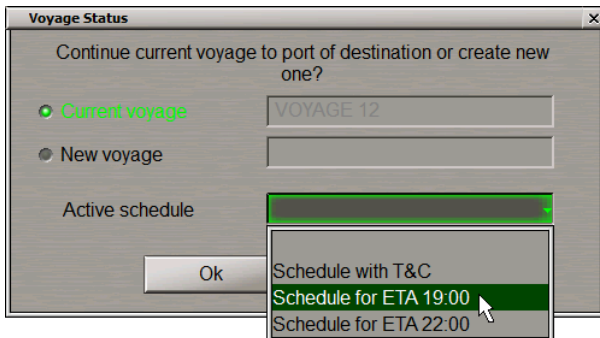 Voyage Status
Continue current voyage to port of destination or create new
one?
Current voyage
VOYAGE 12
New voyage
Active schedule
Ok
Schedule with T&C
Schedule for ETA 19:00
Schedule for ETA 22:00